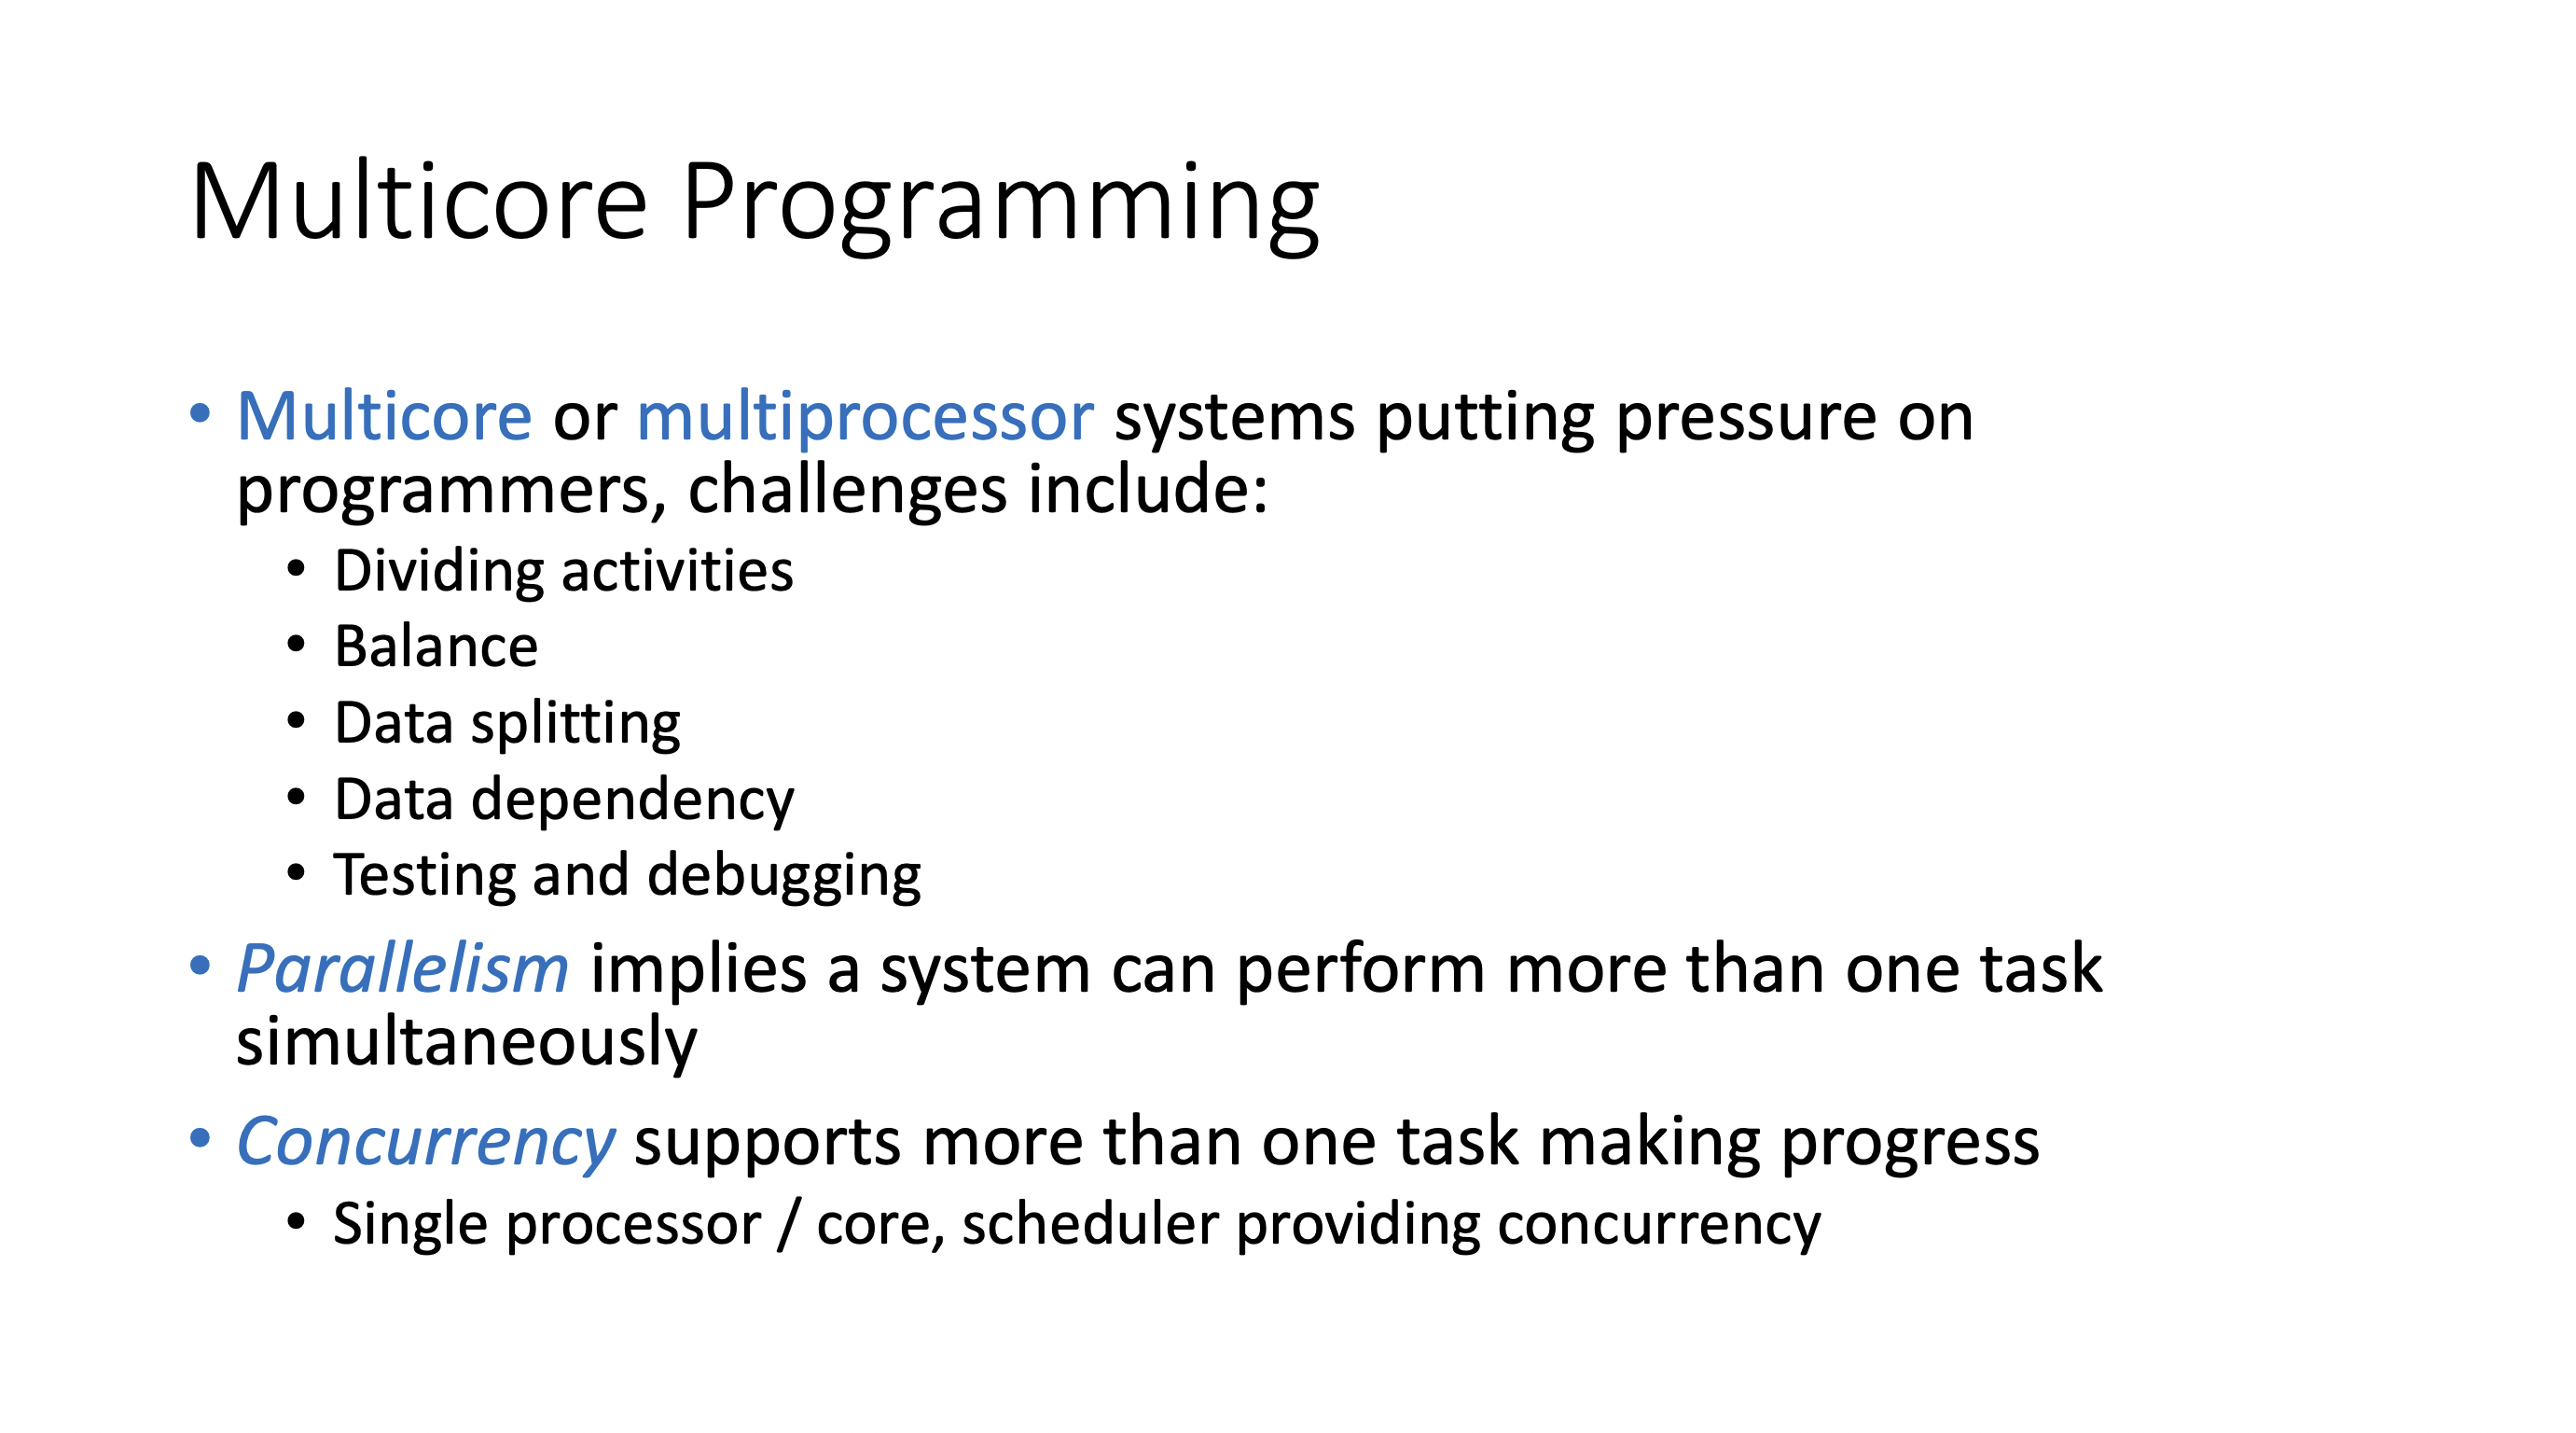 Multicore Programming
• Multicore or multiprocessor systems putting pressure on
programmers, challenges include:
• Dividing activities
• Balance
• Data splitting
• Data dependency
• Testing and debugging
• Parallelism implies a system can perform more than one task
simultaneously
• Concurrency supports more than one task making progress
• Single processor / core, scheduler providing concurrency